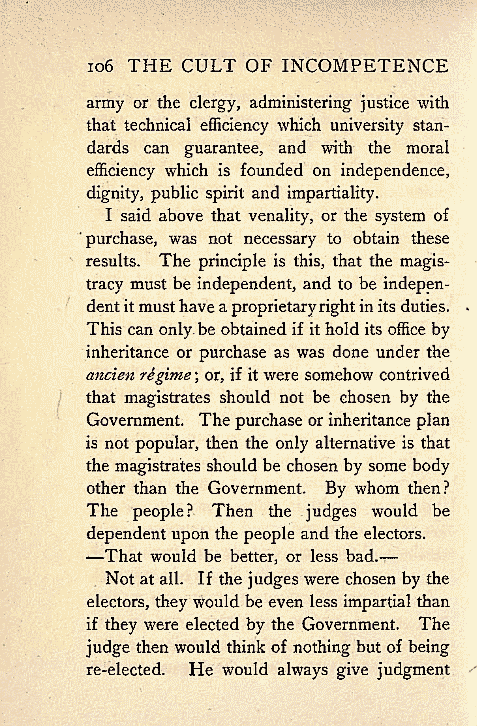 106 THE CULT OF INCOMPETENCE
army or the clergy, administering justice with
that technical efficiency which university stan-
dards can guarantee, and with the moral
efficiency which is founded on independence,
dignity, public spirit and impartiality.
I said above that venality, or the system of
purchase, was not necessary to obtain these
results. The principle is this, that the magis-
tracy must be independent, and to be indepen-
dent it must have a proprietary right in its duties.
This can only be obtained if it hold its office by
inheritance or purchase as was done under the
ancien régime; or, if it were somehow contrived
that magistrates should not be chosen by the
Government. The purchase or inheritance plan
is not popular, then the only alternative is that
the magistrates should be chosen by some body
other than the Government. By whom then?
The people? Then the judges would be
dependent upon the people and the electors.
—That would be better, or less bad.—
Not at all. If the judges were chosen by the
electors, they would be even less impartial than
if they were elected by the Government. The
judge then would think of nothing but of being
re-elected. He would always give judgment